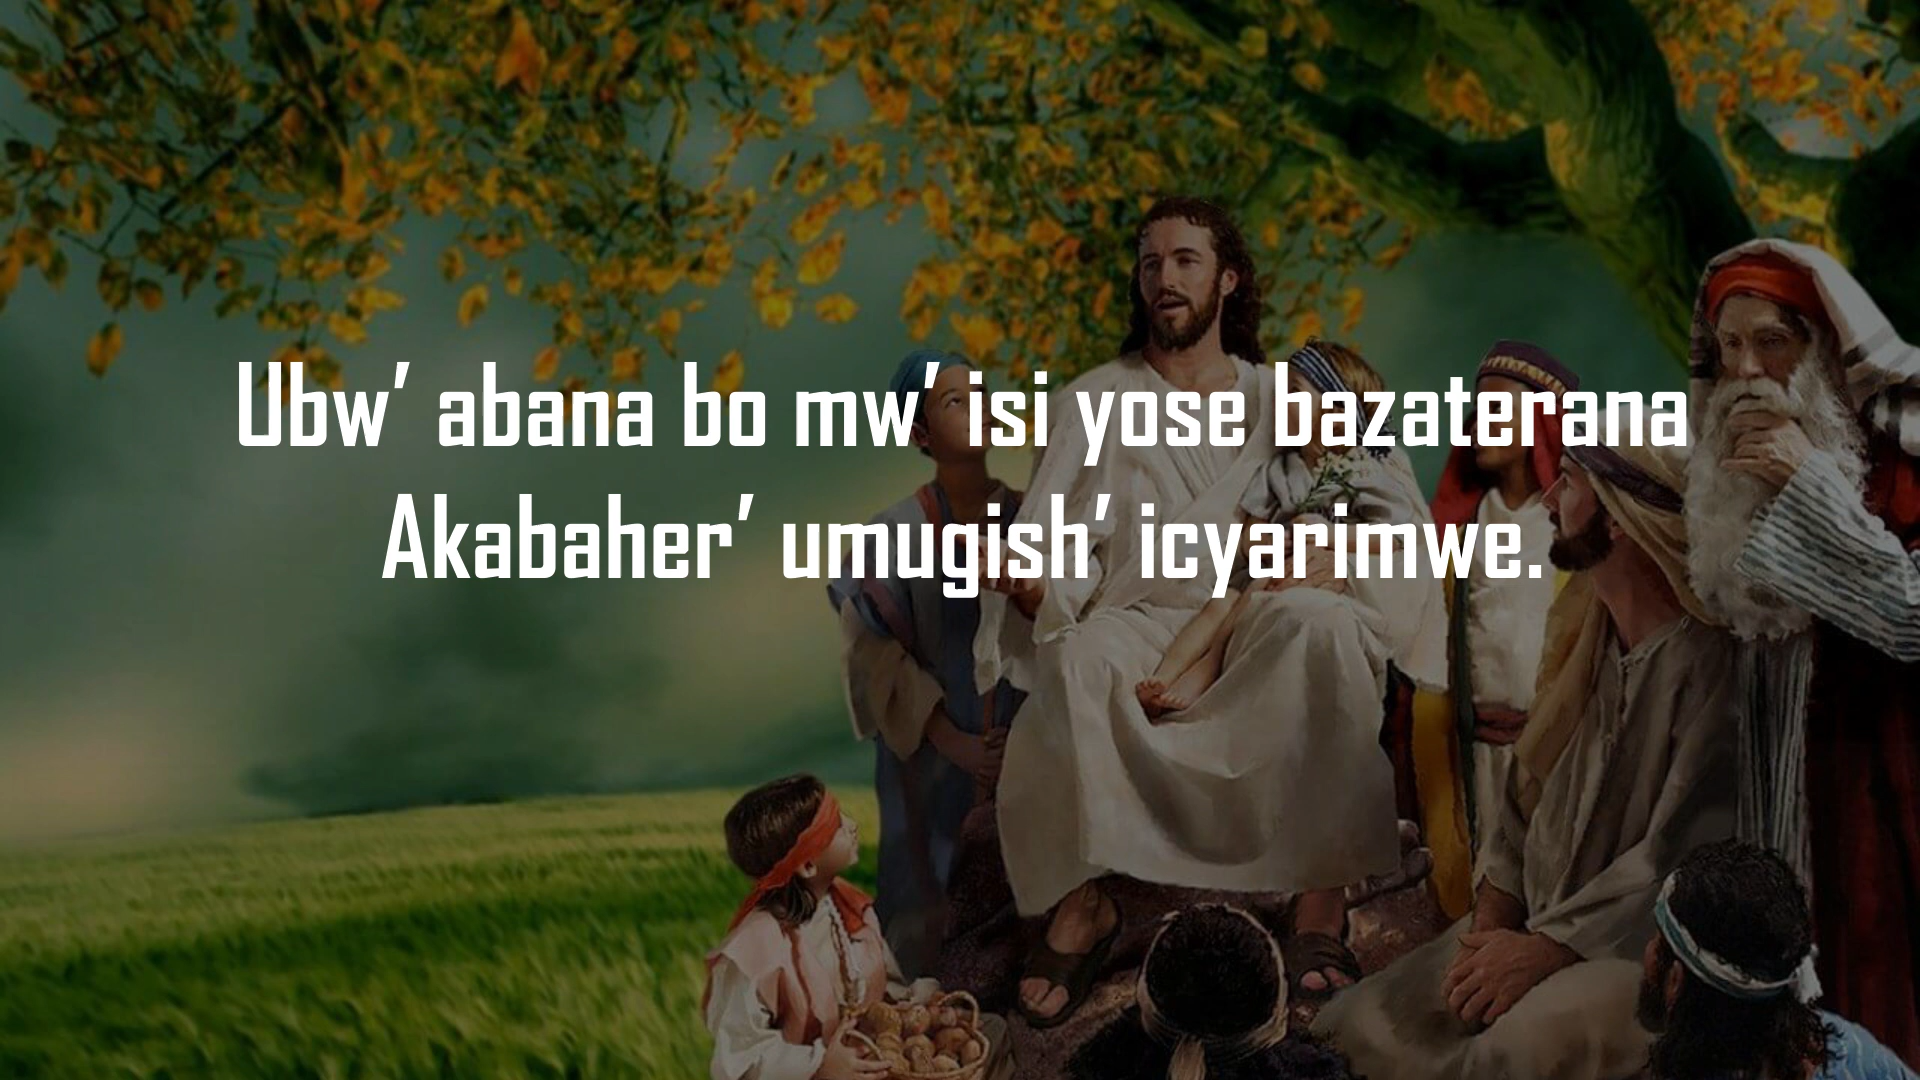 Ubw’ abana bo mw’ isi yose bazaterana
Akabaher’ umugish’ icyarimwe.